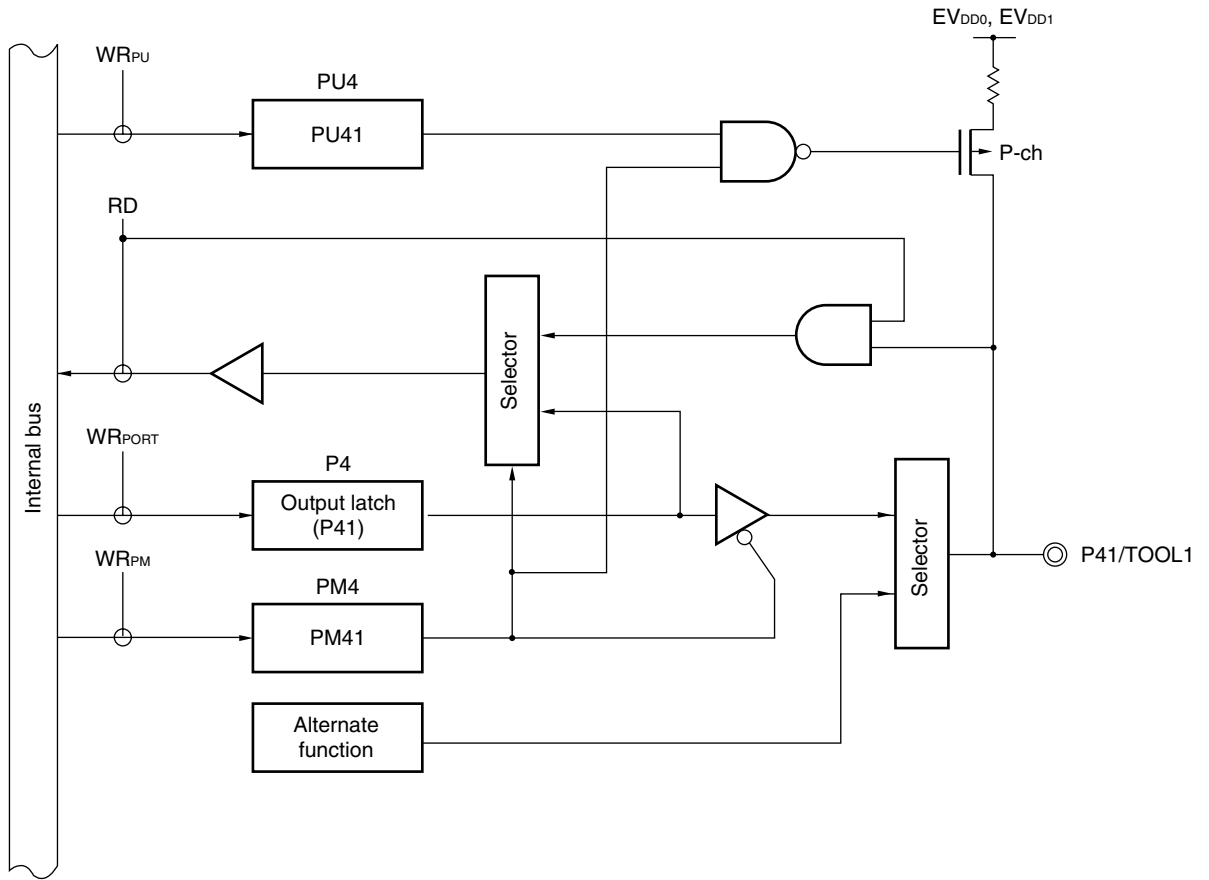 EVDD0, EVDD1
WRPU
PU4
PU41
P-ch
RD
Selector
Internal bus
WRPORT
P4
Output latch
(P41)
Selector
P41/TOOL1
WRPM
PM4
PM41
Alternate
function